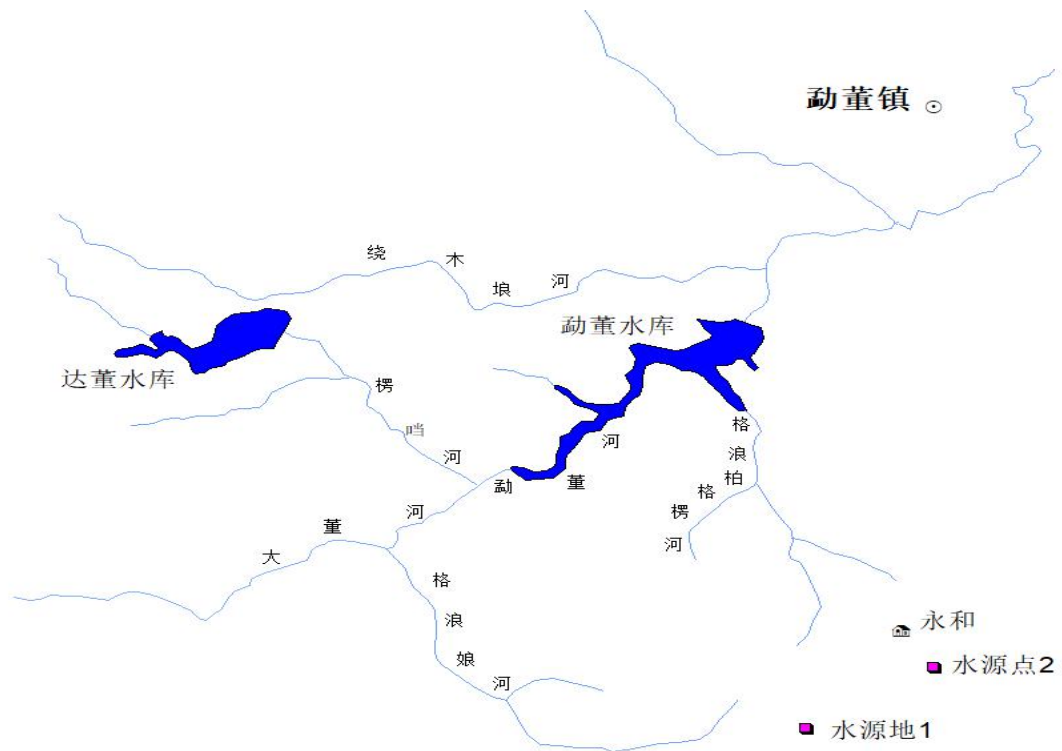 勐董镇
绕木埌河
勐董水库
达董水库
楞垱河
勐董河
大董河
格浪柏格楞河
格浪娘河
永和
水源点2
水源地1